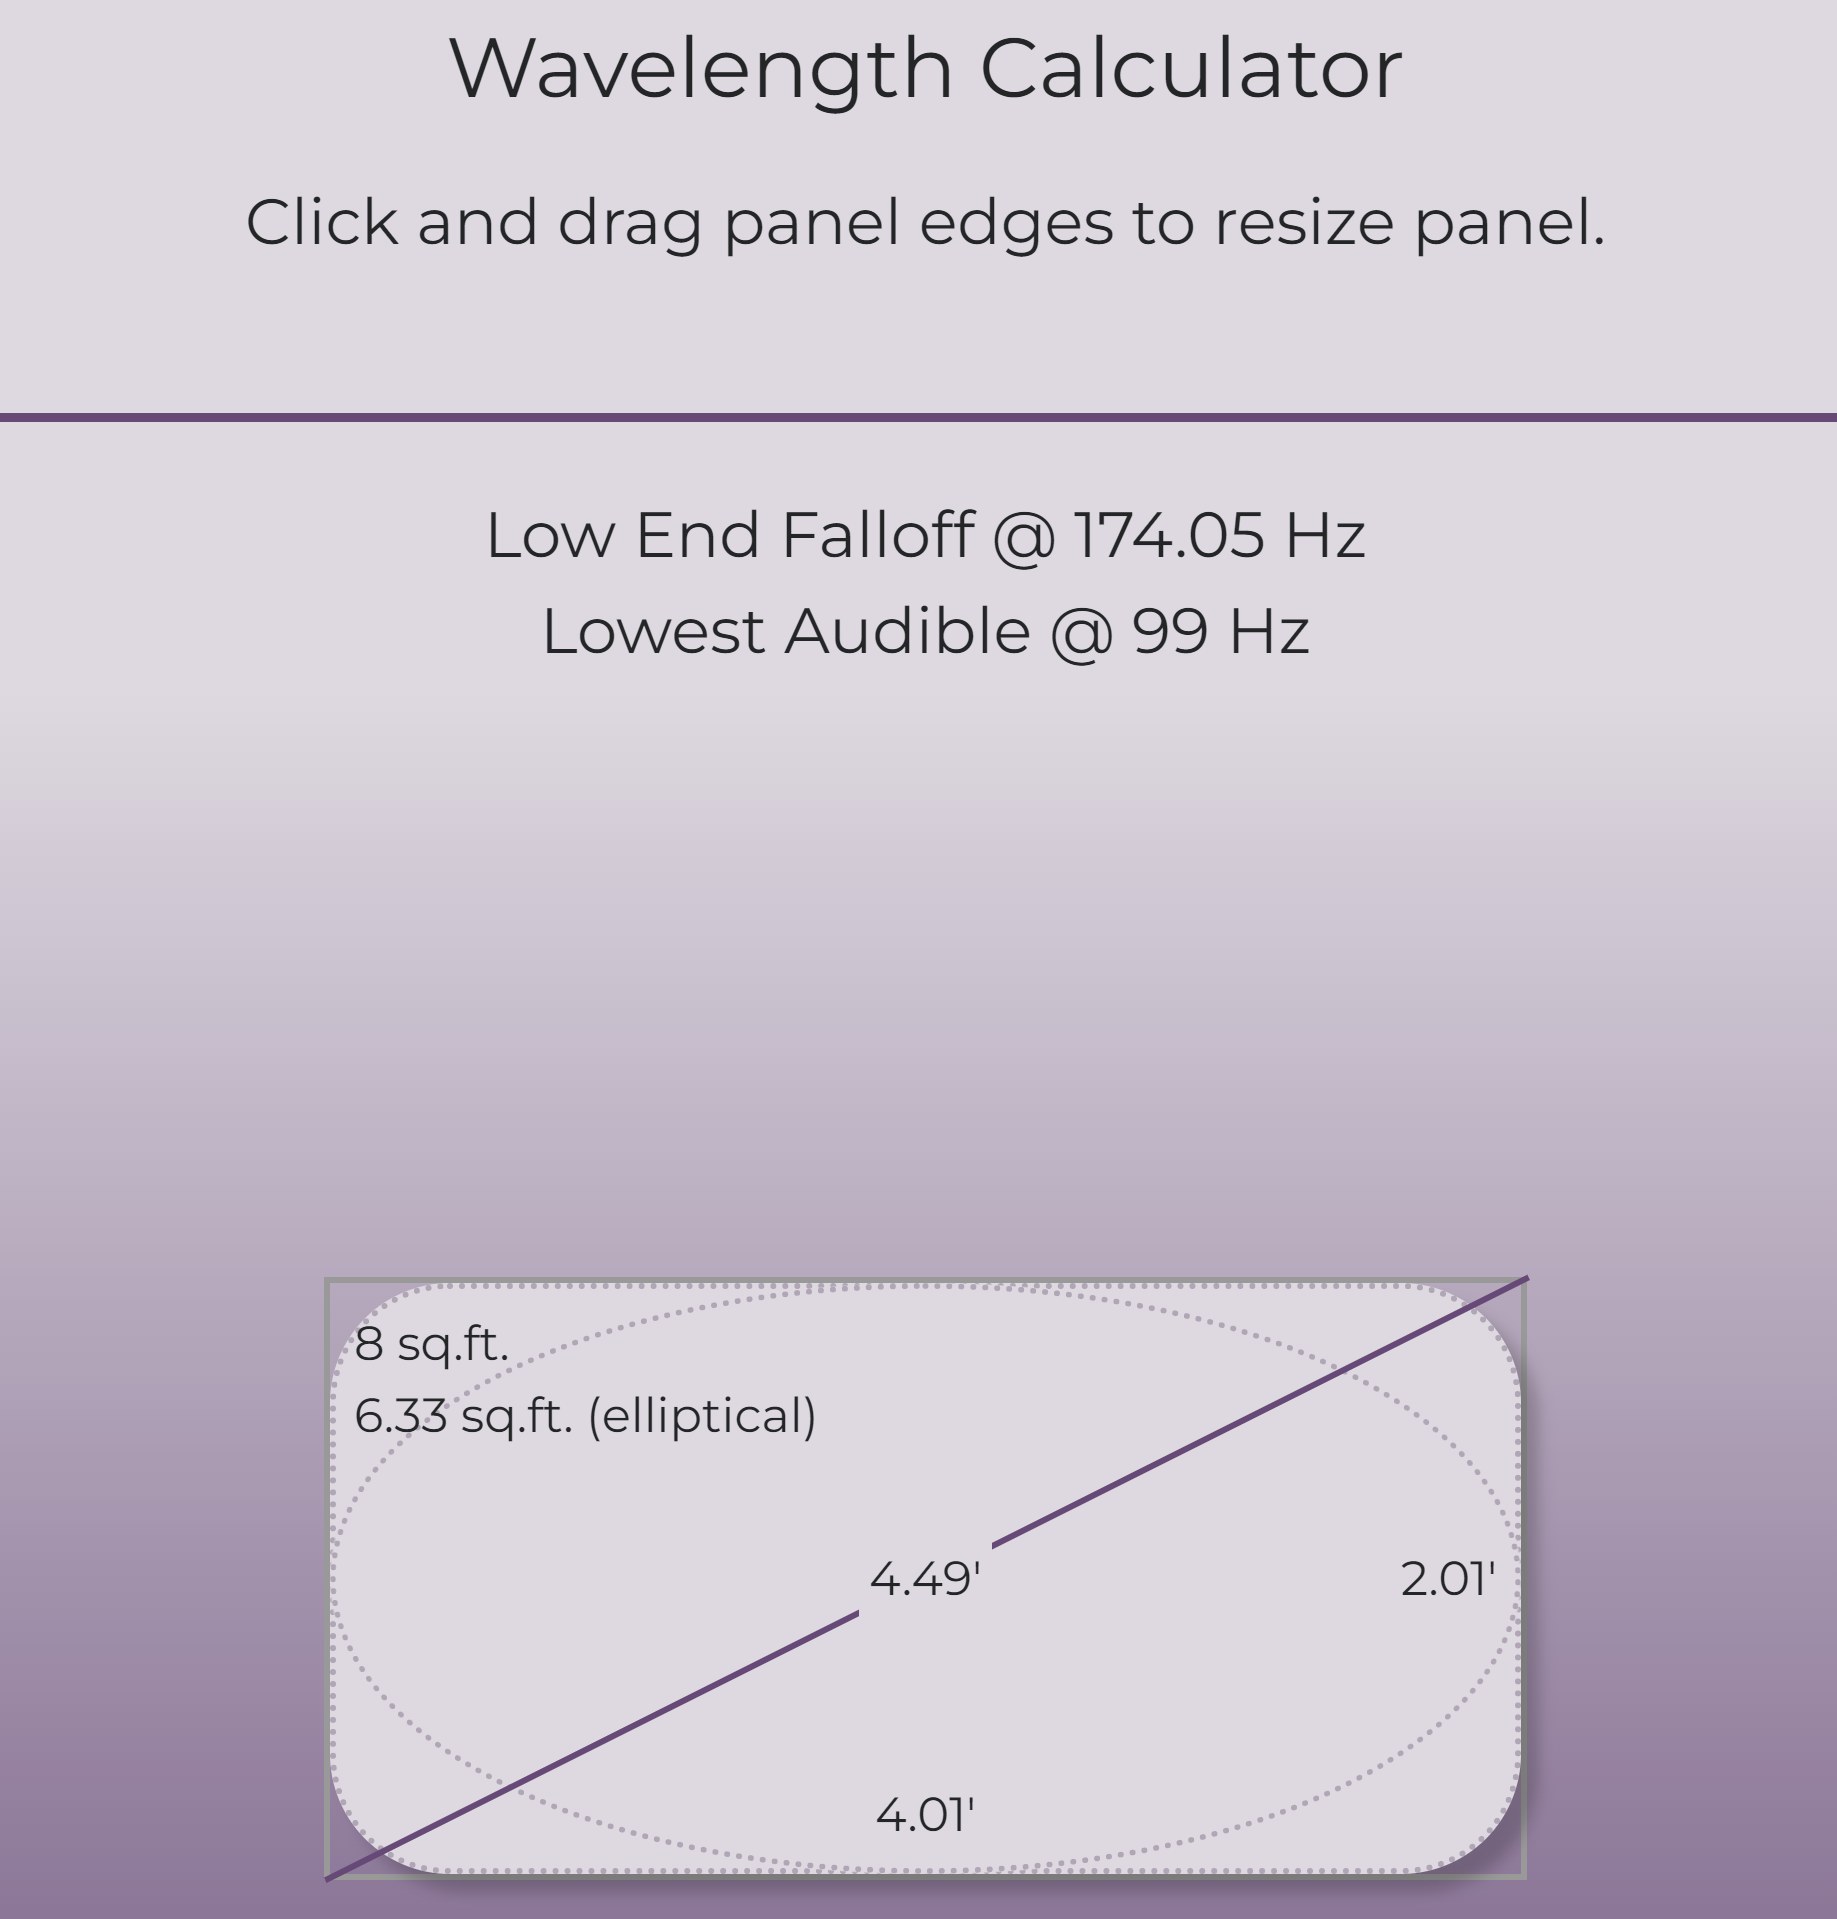 Wavelength Calculator
Click and drag panel edges to resize panel.
Low End Falloff @ 174.05 Hz
Lowest Audible @ 99 Hz
8 sq.ft.
6.33 sq.ft. (elliptical)
4.49'
2.01'
4.01'